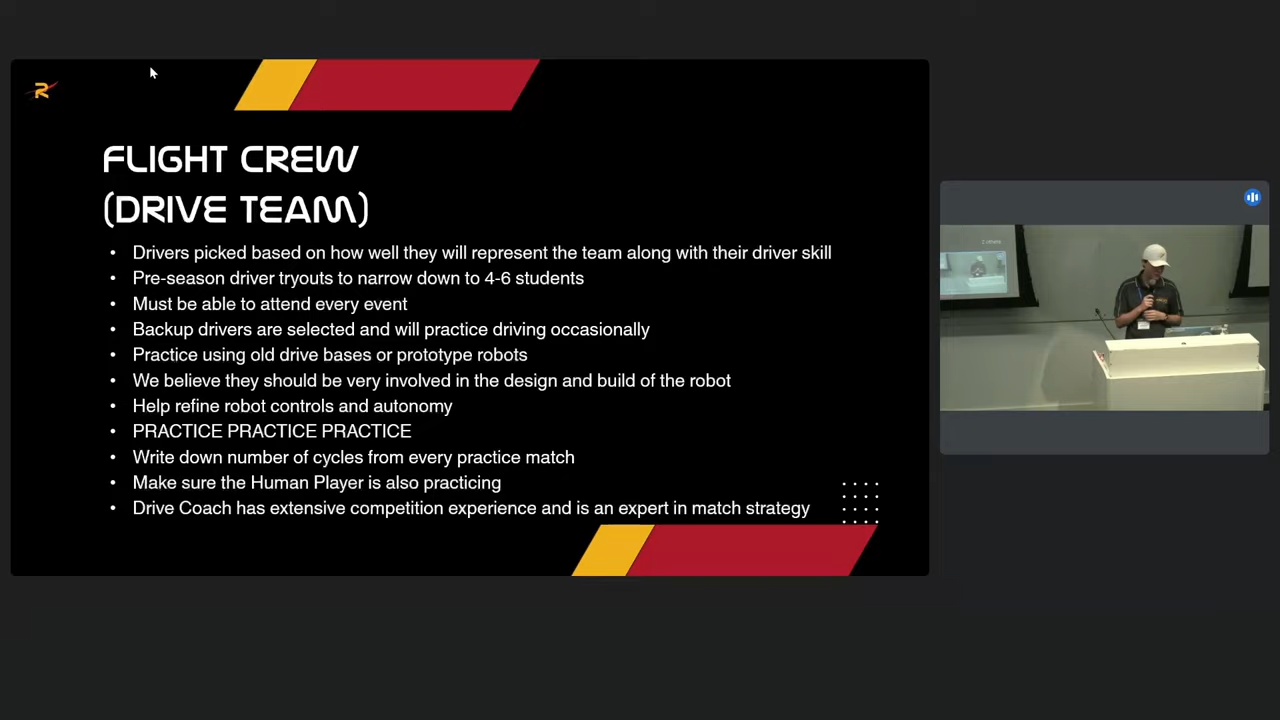 R
FLIGHT CREW
(DRIVE TEAM)
• Drivers picked based on how well they will represent the team along with their driver skill
• Pre-season driver tryouts to narrow down to 4-6 students
• Must be able to attend every event
• Backup drivers are selected and will practice driving occasionally
• Practice using old drive bases or prototype robots
• We believe they should be very involved in the design and build of the robot
• Help refine robot controls and autonomy
• PRACTICE PRACTICE PRACTICE
• Write down number of cycles from every practice match
• Make sure the Human Player is also practicing
• Drive Coach has extensive competition experience and is an expert in match strategy